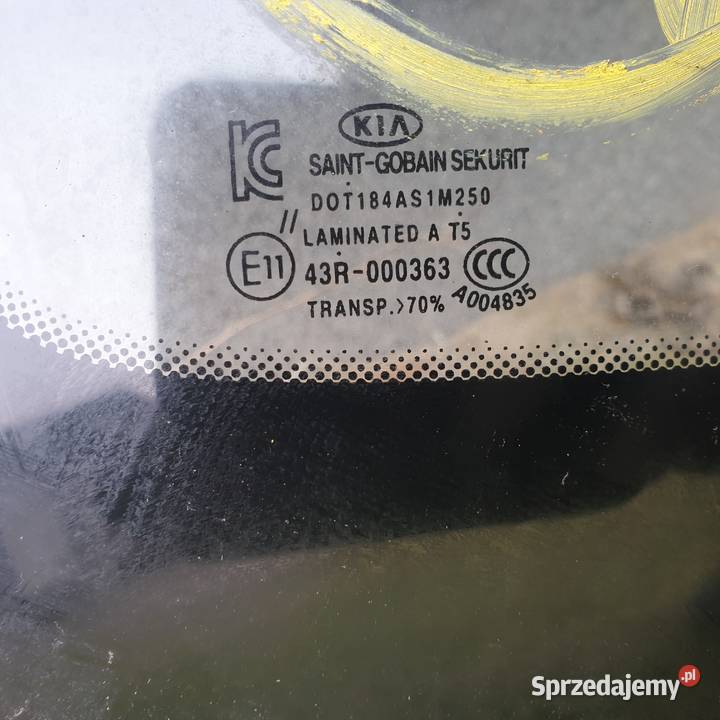 KIA
KC
SAINT-GOBAIN SEKURIT
DOT184AS1M250
// LAMINATED A T5
E11
43R-000363
CCC
TRANSP.>70%
A004835
Sprzedajemy.pl